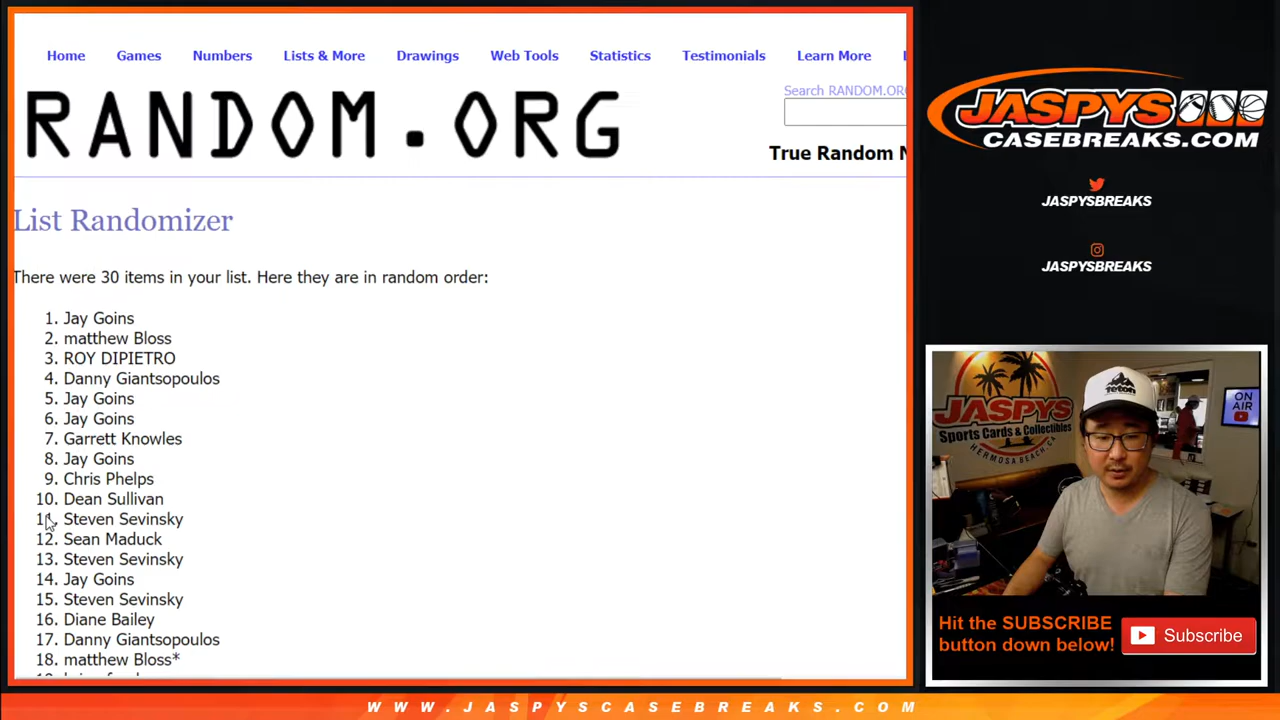 Home Games Numbers Lists & More Drawings Web Tools Statistics Testimonials Learn More
RANDOM.ORG
Search RANDOM.ORG
True Random N
List Randomizer
There were 30 items in your list. Here they are in random order:
1. Jay Goins
2. matthew Bloss
3. ROY DIPIETRO
4. Danny Giantsopoulos
5. Jay Goins
6. Jay Goins
7. Garrett Knowles
8. Jay Goins
9. Chris Phelps
10. Dean Sullivan
11. Steven Sevinsky
12. Sean Maduck
13. Steven Sevinsky
14. Jay Goins
15. Steven Sevinsky
16. Diane Bailey
17. Danny Giantsopoulos
18. matthew Bloss*
JASPYS
CASEBREAKS.COM
JASPYSBREAKS
JASPYSBREAKS
JASPYS
Sports Cards & Collectibles
HERMOSA BEACH, CA
teton
ON
AIR
Hit the SUBSCRIBE
button down below!
Subscribe
WWW.JASPYSCASEBREAKS.COM